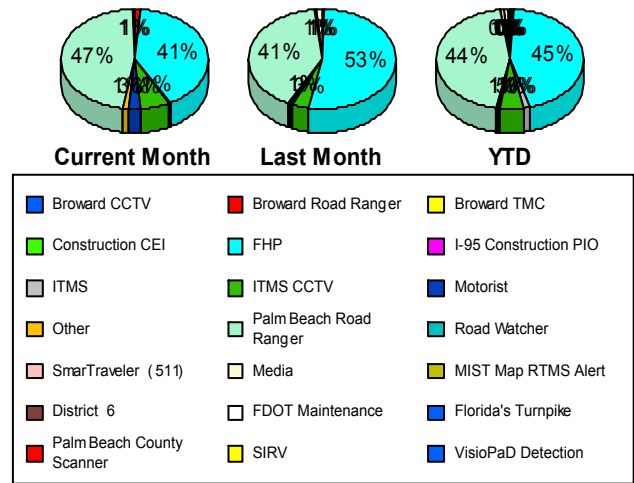 47%
41%
41%
53%
44%
45%
Current Month
Last Month
YTD
Broward CCTV
Broward Road Ranger
Broward TMC
Construction CEI
FHP
I-95 Construction PIO
ITMS
ITMS CCTV
Motorist
Other
Palm Beach Road
Ranger
Road Watcher
SmarTraveler (511)
Media
MIST Map RTMS Alert
District 6
FDOT Maintenance
Florida's Turnpike
Palm Beach County
Scanner
SIRV
VisioPaD Detection